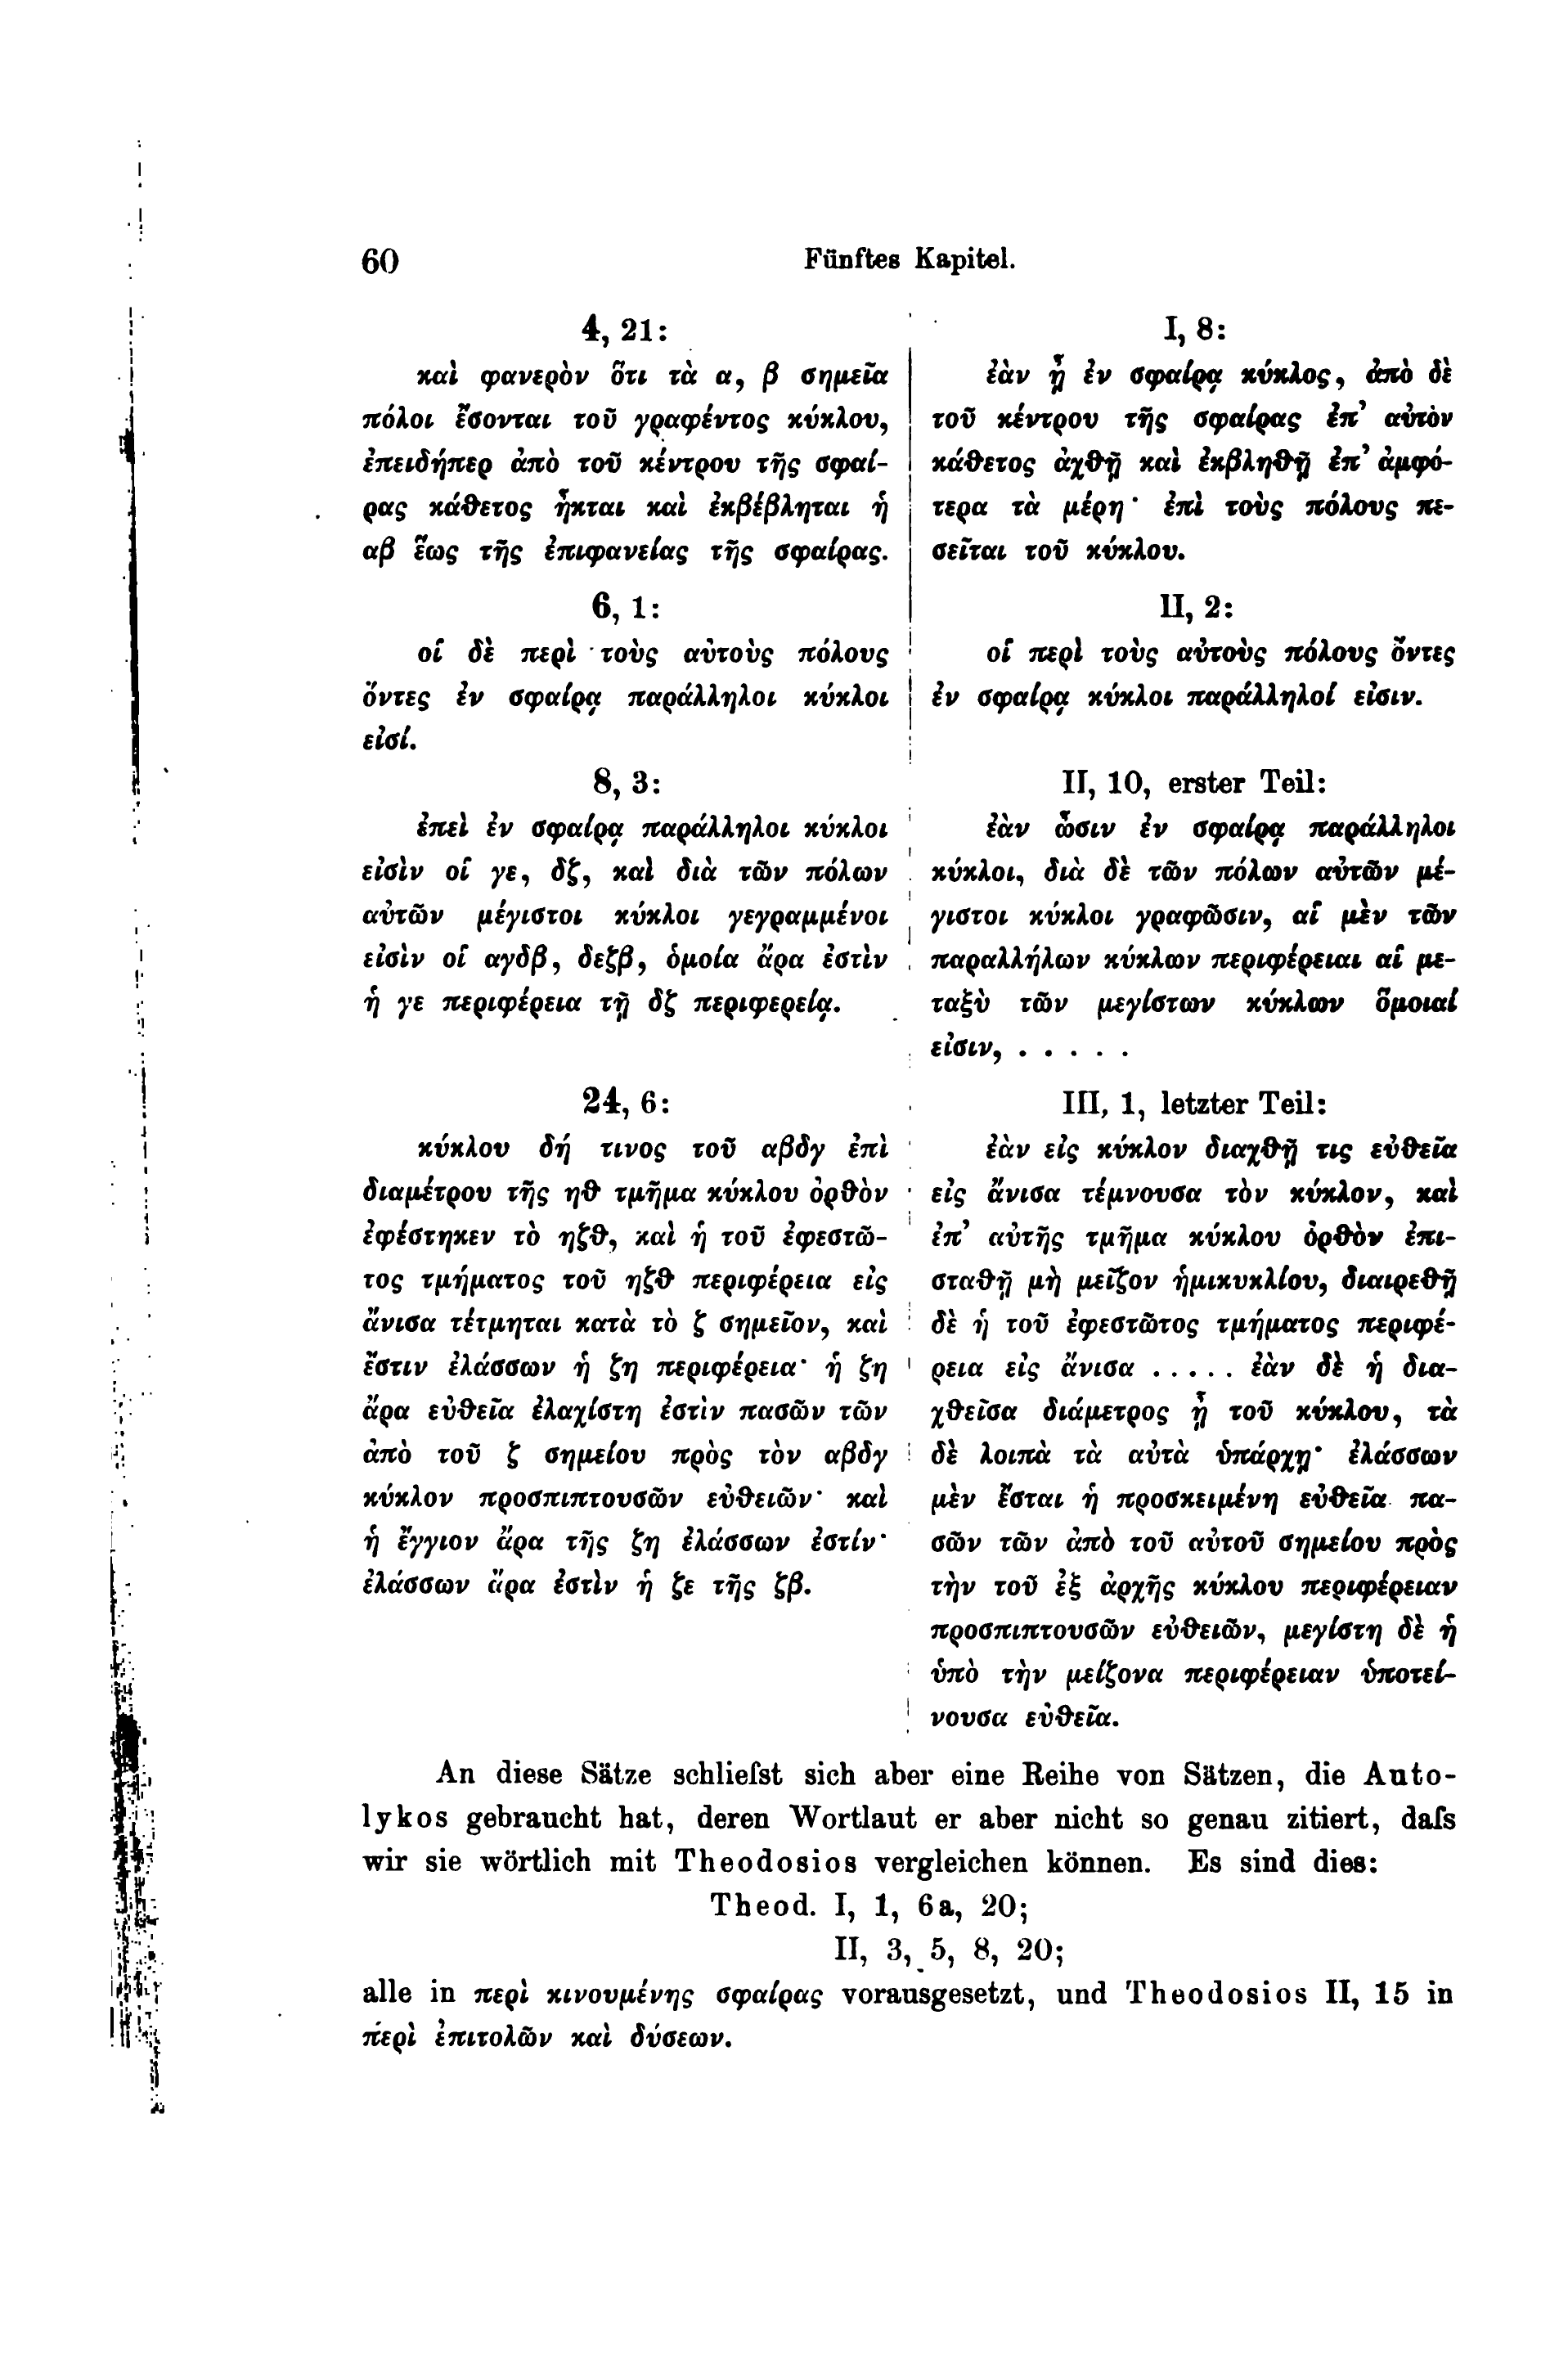 60
Fünftes Kapitel.
4, 21:
καὶ φανερὸν ὅτι τὰ α, β σημεῖα
πόλοι ἔσονται τοῦ γραφέντος κύκλου,
ἐπειδήπερ ἀπὸ τοῦ κέντρου τῆς σφαί-
ρας κάθετος ἦκται καὶ ἐκβέβληται ἡ
αβ ἕως τῆς ἐπιφανείας τῆς σφαίρας.
6, 1:
οἱ δὲ περὶ τοὺς αὐτοὺς πόλους
ὄντες ἐν σφαίρᾳ παράλληλοι κύκλοι
εἰσί.
8, 3:
ἐπεὶ ἐν σφαίρᾳ παράλληλοι κύκλοι
εἰσὶν οἱ γε, δζ, καὶ διὰ τῶν πόλων
αὐτῶν μέγιστοι κύκλοι γεγραμμένοι
εἰσὶν οἱ αγδβ, δεζβ, ὁμοία ἄρα ἐστὶν
ἡ γε περιφέρεια τῇ δζ περιφερείᾳ.
24, 6:
κύκλου δή τινος τοῦ αβδγ ἐπὶ
διαμέτρου τῆς ηθ τμῆμα κύκλου ὀρθὸν
ἐφέστηκεν τὸ ηζθ, καὶ ἡ τοῦ ἐφεστῶ-
τος τμήματος τοῦ ηζθ περιφέρεια εἰς
ἄνισα τέτμηται κατὰ τὸ ζ σημεῖον, καὶ
ἔστιν ἐλάσσων ἡ ζη περιφέρεια· ἡ ζη
ἄρα εὐθεῖα ἐλαχίστη ἐστὶν πασῶν τῶν
ἀπὸ τοῦ ζ σημείου πρὸς τὸν αβδγ
κύκλον προσπιπτουσῶν εὐθειῶν· καὶ
ἡ ἔγγιον ἄρα τῆς ζη ἐλάσσων ἐστίν·
ἐλάσσων ἄρα ἐστὶν ἡ ζε τῆς ζβ.
I, 8:
ἐὰν ᾖ ἐν σφαίρᾳ κύκλος, ἀπὸ δὲ
τοῦ κέντρου τῆς σφαίρας ἐπ’ αὐτὸν
κάθετος ἀχθῇ καὶ ἐκβληθῇ ἐπ’ ἀμφό-
τερα τὰ μέρη· ἐπὶ τοὺς πόλους πε-
σεῖται τοῦ κύκλου.
II, 2:
οἱ περὶ τοὺς αὐτοὺς πόλους ὄντες
ἐν σφαίρᾳ κύκλοι παράλληλοί εἰσιν.
II, 10, erster Teil:
ἐὰν ὦσιν ἐν σφαίρᾳ παράλληλοι
κύκλοι, διὰ δὲ τῶν πόλων αὐτῶν μέ-
γιστοι κύκλοι γραφῶσιν, αἱ μὲν τῶν
παραλλήλων κύκλων περιφέρειαι αἱ με-
ταξὺ τῶν μεγίστων κύκλων ὅμοιαί
εἰσιν, . . . . .
III, 1, letzter Teil:
ἐὰν εἰς κύκλον διαχθῇ τις εὐθεῖα
εἰς ἄνισα τέμνουσα τὸν κύκλον, καὶ
ἐπ’ αὐτῆς τμῆμα κύκλου ὀρθὸν ἐπι-
σταθῇ μὴ μεῖζον ἡμικυκλίου, διαιρεθῇ
δὲ ἡ τοῦ ἐφεστῶτος τμήματος περιφέ-
ρεια εἰς ἄνισα . . . . . ἐὰν δὲ ἡ δια-
χθεῖσα διάμετρος ᾖ τοῦ κύκλου, τὰ
δὲ λοιπὰ τὰ αὐτὰ ὑπάρχῃ· ἐλάσσων
μὲν ἔσται ἡ προσκειμένη εὐθεῖα πα-
σῶν τῶν ἀπὸ τοῦ αὐτοῦ σημείου πρὸς
τὴν τοῦ ἐξ ἀρχῆς κύκλου περιφέρειαν
προσπιπτουσῶν εὐθειῶν, μεγίστη δὲ ἡ
ὑπὸ τὴν μείζονα περιφέρειαν ὑποτεί-
νουσα εὐθεῖα.
An diese Sätze schlieſst sich aber eine Reihe von Sätzen, die Auto-
lykos gebraucht hat, deren Wortlaut er aber nicht so genau zitiert, daſs
wir sie wörtlich mit Theodosios vergleichen können. Es sind dies:
Theod. I, 1, 6a, 20;
II, 3, 5, 8, 20;
alle in περὶ κινουμένης σφαίρας vorausgesetzt, und Theodosios II, 15 in
περὶ ἐπιτολῶν καὶ δύσεων.